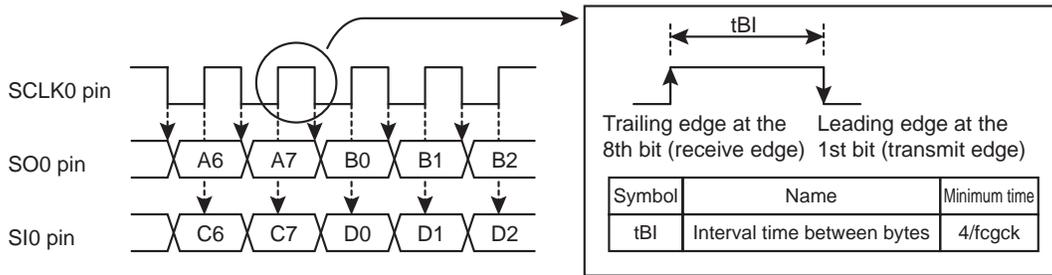 SCLK0 pin
SO0 pin
A6 A7 B0 B1 B2
SI0 pin
C6 C7 D0 D1 D2
tBI
Trailing edge at the
8th bit (receive edge)
Leading edge at the
1st bit (transmit edge)
Symbol Name Minimum time
tBI Interval time between bytes 4/fcgck